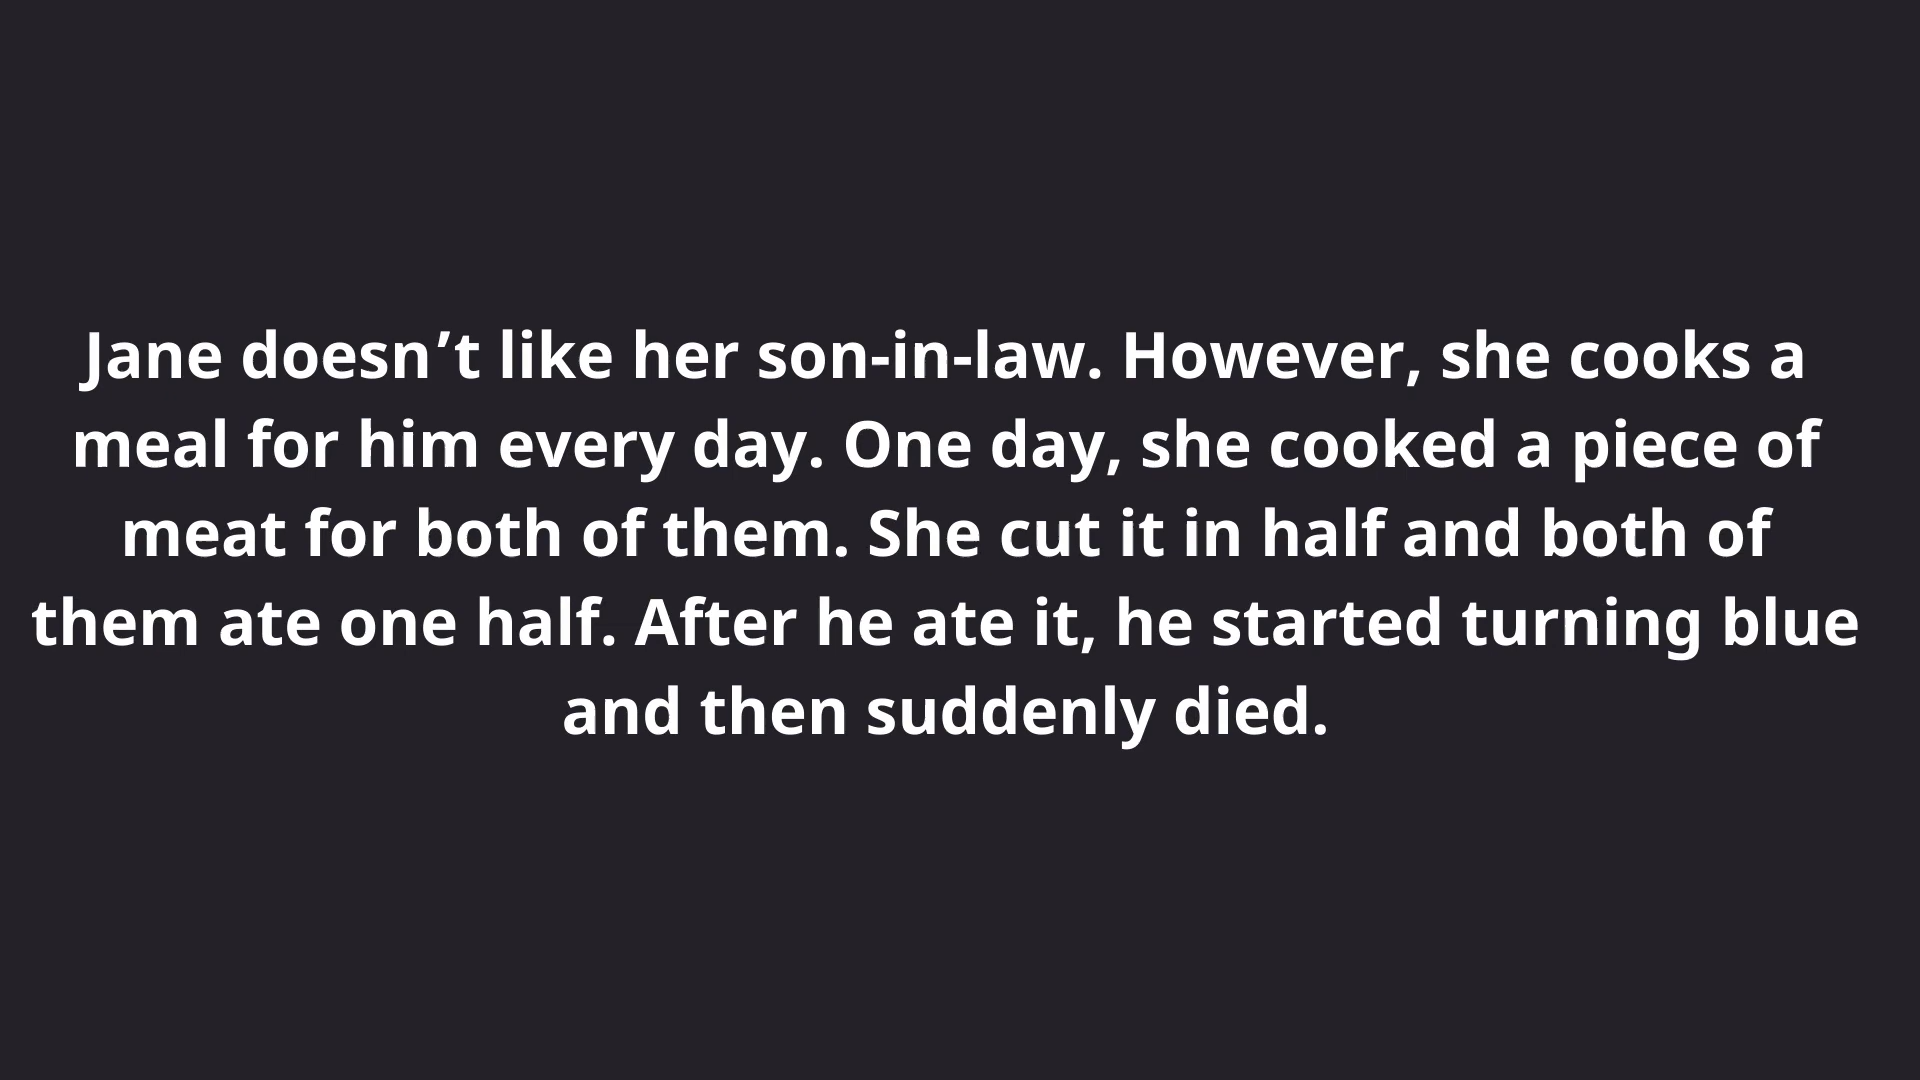 Jane doesn’t like her son-in-law. However, she cooks a
meal for him every day. One day, she cooked a piece of
meat for both of them. She cut it in half and both of
them ate one half. After he ate it, he started turning blue
and then suddenly died.